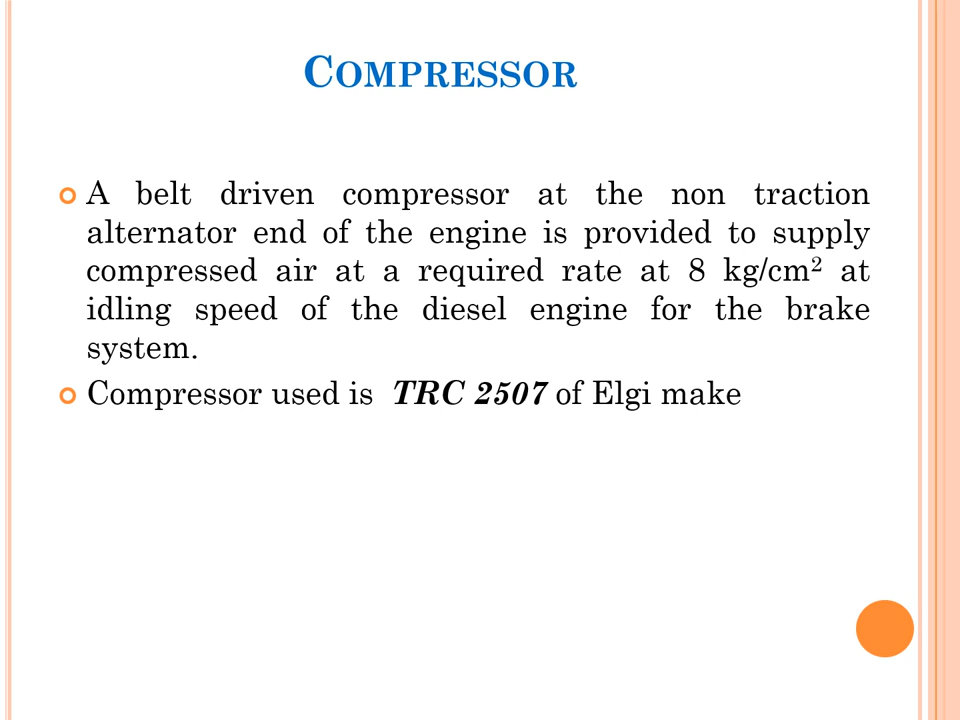 COMPRESSOR
A belt driven compressor at the non traction
alternator end of the engine is provided to supply
compressed air at a required rate at 8 kg/cm² at
idling speed of the diesel engine for the brake
system.
Compressor used is TRC 2507 of Elgi make